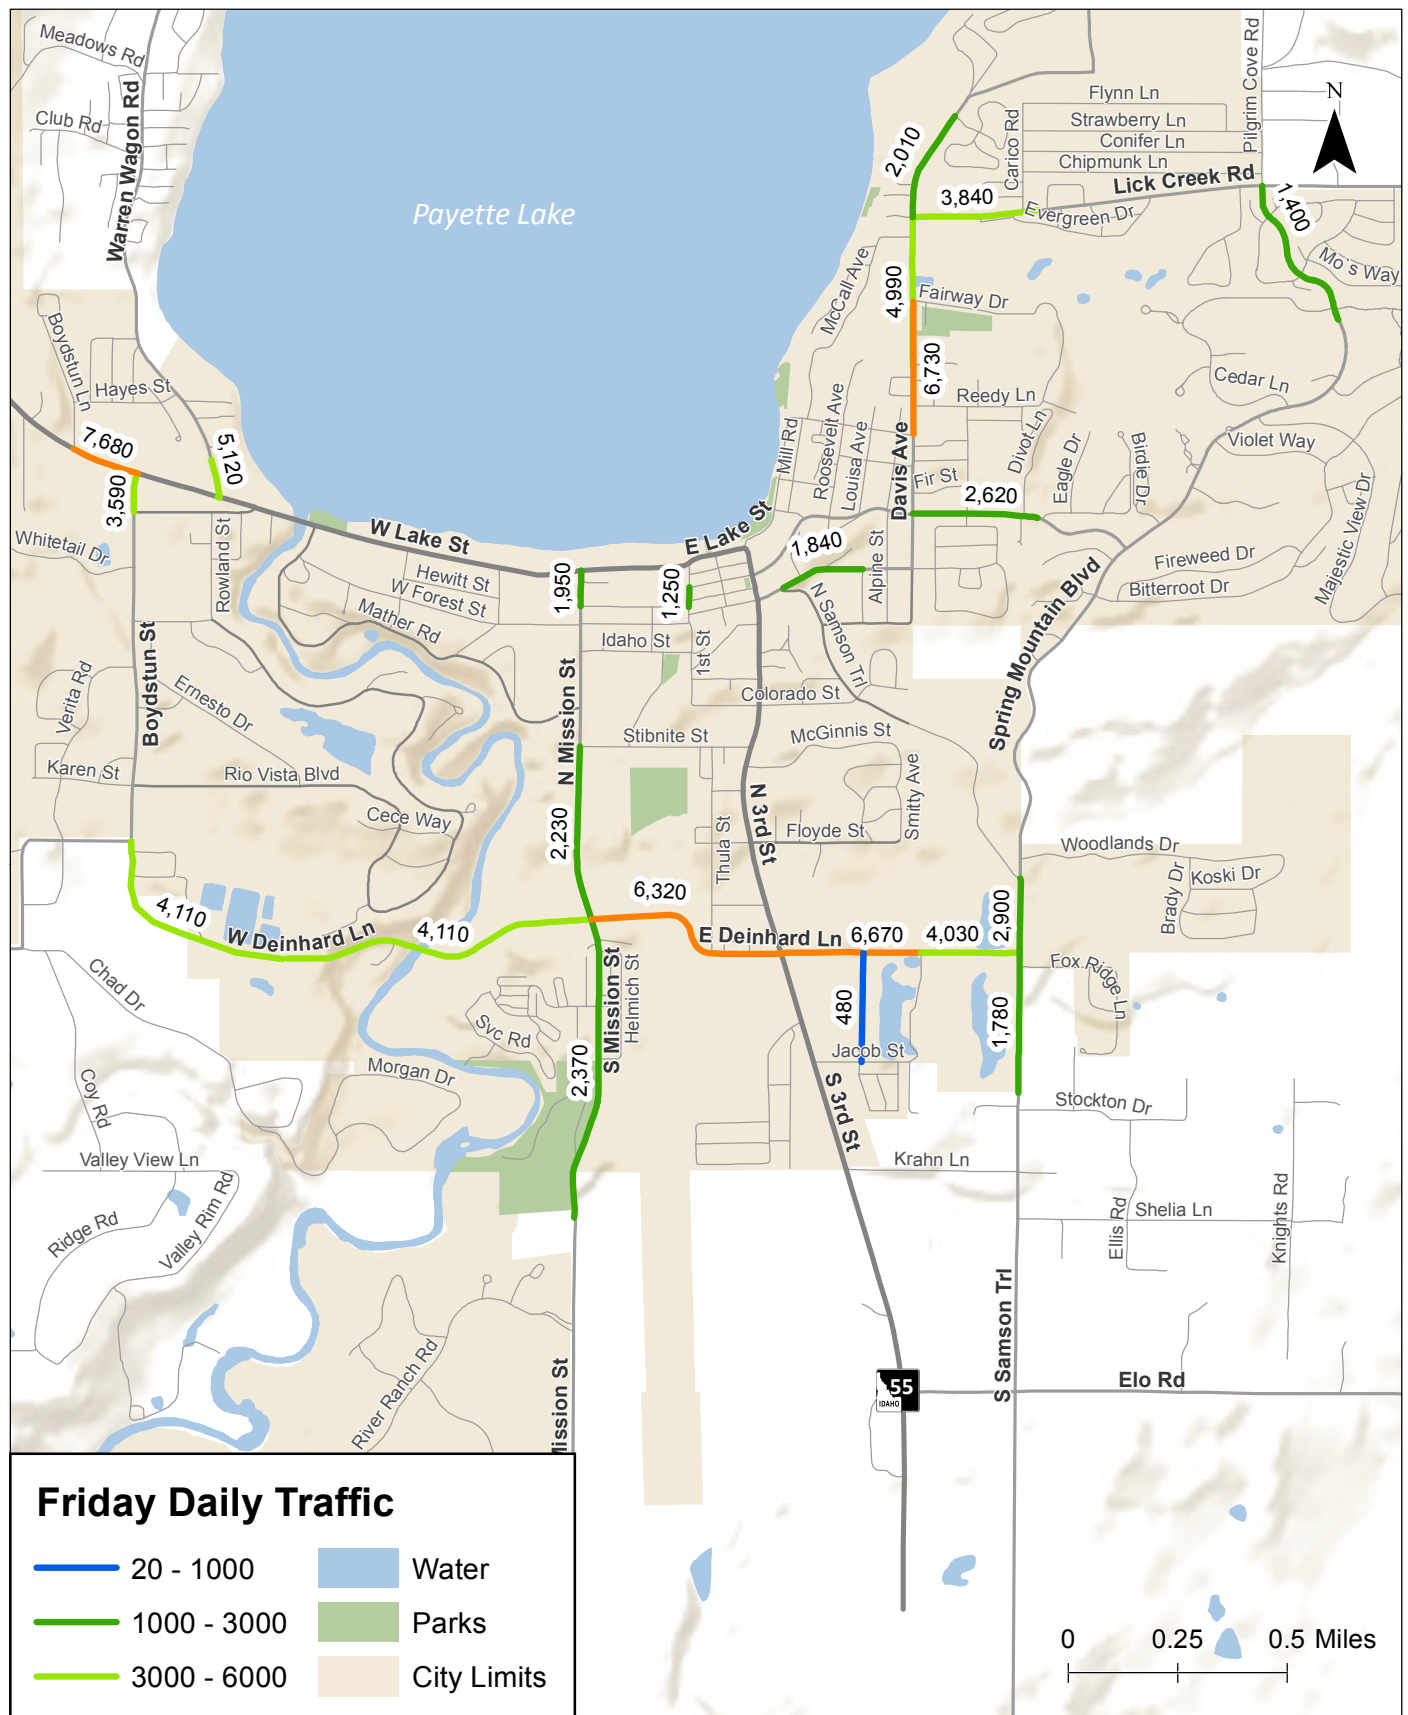 Meadows Rd
Club Rd
Warren Wagon Rd
Payette Lake
Pilgrim Cove Rd
N
Flynn Ln
Strawberry Ln
Conifer Ln
Chipmunk Ln
Carico Rd
Lick Creek Rd
2,010
3,840
Evergreen Dr
1,400
Mo`s Way
McCall Ave
4,990
Fairway Dr
6,730
Boydstun Ln
Hayes St
Reedy Ln
Cedar Ln
7,680
5,120
3,590
Mill Rd
Roosevelt Ave
Louisa Ave
Davis Ave
Divot Ln
Eagle Dr
Birdie Dr
Violet Way
Majestic View Dr
Fir St
2,620
Whitetail Dr
Rowland St
W Lake St
E Lake St
1,840
Alpine St
Fireweed Dr
Bitterroot Dr
Hewitt St
W Forest St
Mather Rd
1,950
1,250
Idaho St
1st St
N Samson Trl
Spring Mountain Blvd
Boydstun St
Verita Rd
Ernesto Dr
N Mission St
Colorado St
Stibnite St
McGinnis St
Karen St
Rio Vista Blvd
Cece Way
N 3rd St
Smitty Ave
2,230
Thula St
Floyde St
Woodlands Dr
Koski Dr
Brady Dr
4,110
W Deinhard Ln
4,110
6,320
E Deinhard Ln
6,670
4,030
2,900
Chad Dr
S Mission St
Helmich St
Svc Rd
480
1,780
Fox Ridge Ln
Jacob St
2,370
Morgan Dr
Coy Rd
S 3rd St
Stockton Dr
Valley View Ln
Krahn Ln
Ridge Rd
Valley Rim Rd
Ellis Rd
Shelia Ln
Knights Rd
River Ranch Rd
S Samson Trl
55
IDAHO
Elo Rd
Mission St
Friday Daily Traffic
20 - 1000
Water
1000 - 3000
Parks
3000 - 6000
City Limits
0 0.25 0.5 Miles